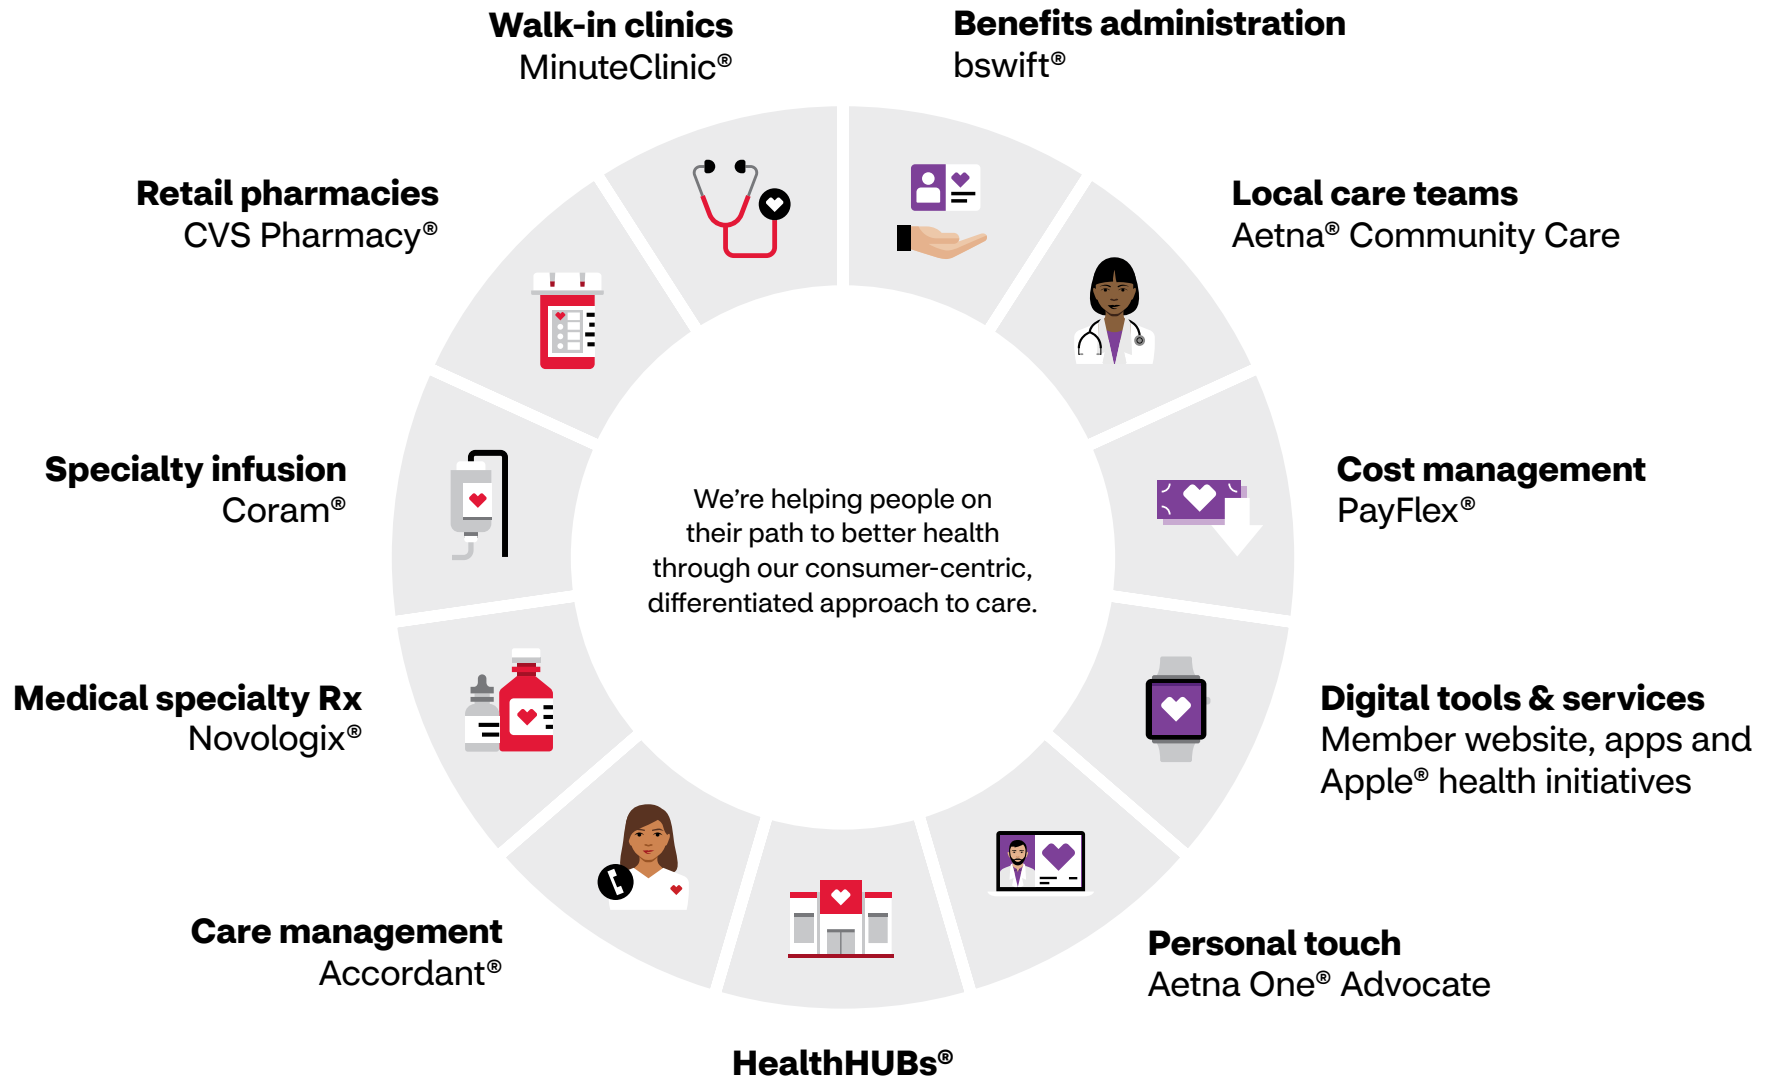 Walk-in clinics
MinuteClinic®
Benefits administration
bswift®
Retail pharmacies
CVS Pharmacy®
Local care teams
Aetna® Community Care
Specialty infusion
Coram®
Cost management
PayFlex®
We’re helping people on
their path to better health
through our consumer-centric,
differentiated approach to care.
Medical specialty Rx
Novologix®
Digital tools & services
Member website, apps and
Apple® health initiatives
Care management
Accordant®
Personal touch
Aetna One® Advocate
HealthHUBs®